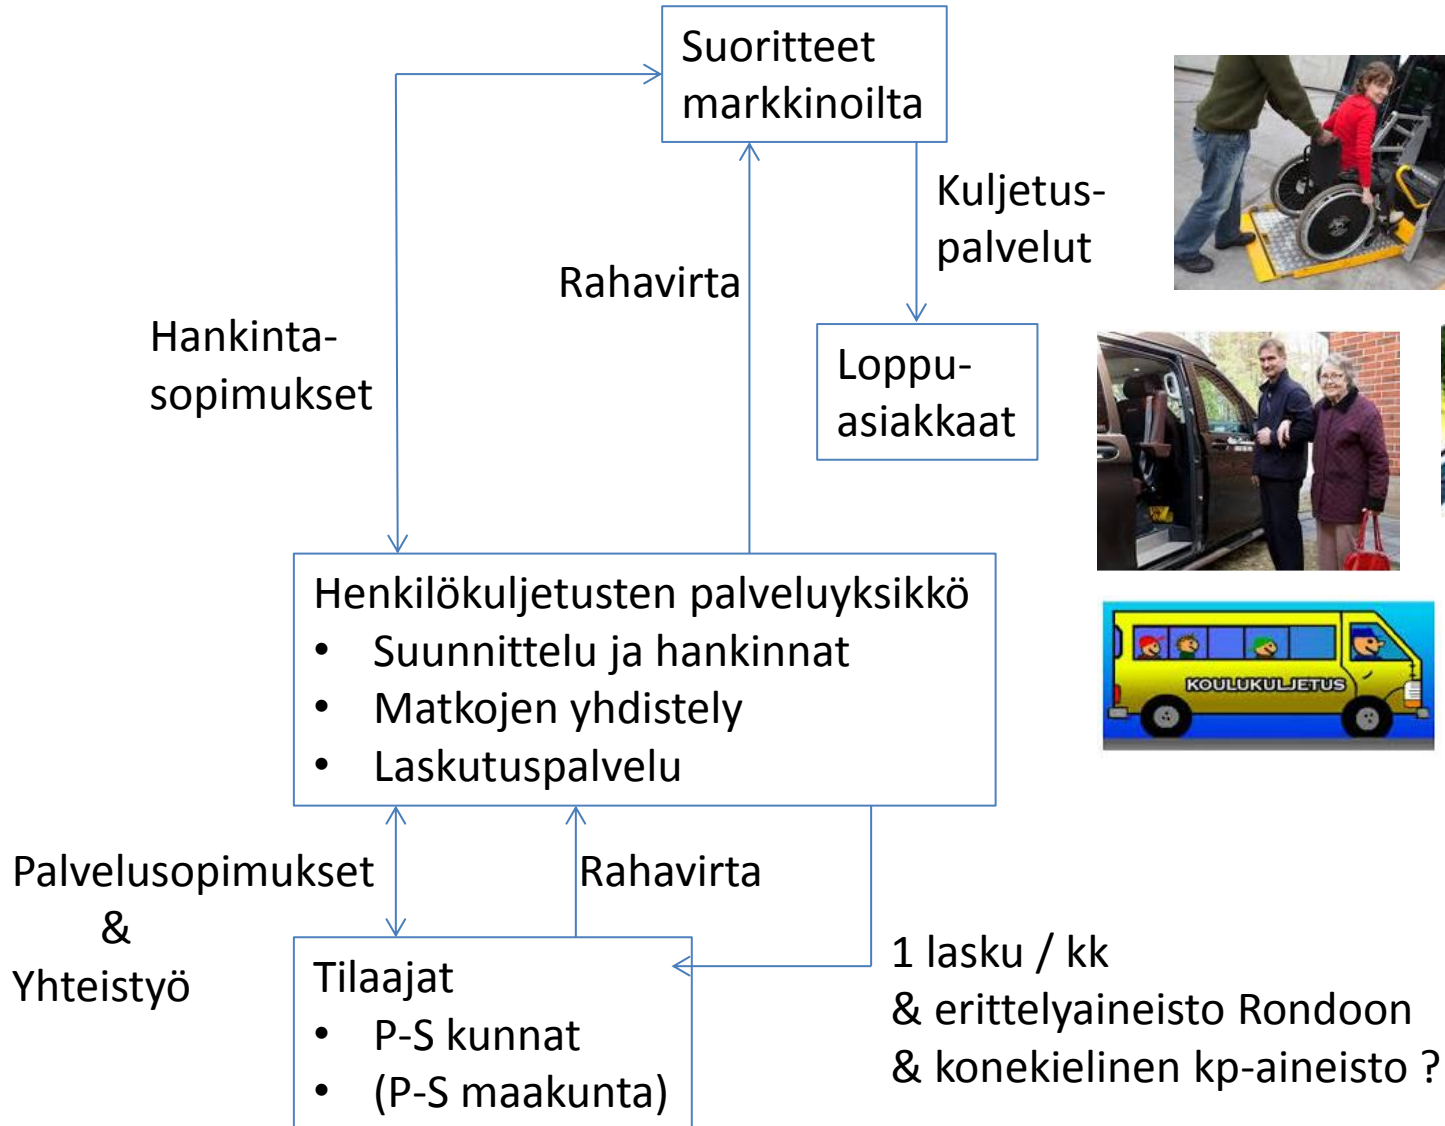 Suoritteet
markkinoilta
Kuljetus-
palvelut
Rahavirta
Hankinta-
sopimukset
Loppu-
asiakkaat
Henkilökuljetusten palveluyksikkö
• Suunnittelu ja hankinnat
• Matkojen yhdistely
• Laskutuspalvelu
KOULUKULJETUS
Palvelusopimukset
&
Yhteistyö
Rahavirta
Tilaajat
• P-S kunnat
• (P-S maakunta)
1 lasku / kk
& erittelyaineisto Rondoon
& konekielinen kp-aineisto ?